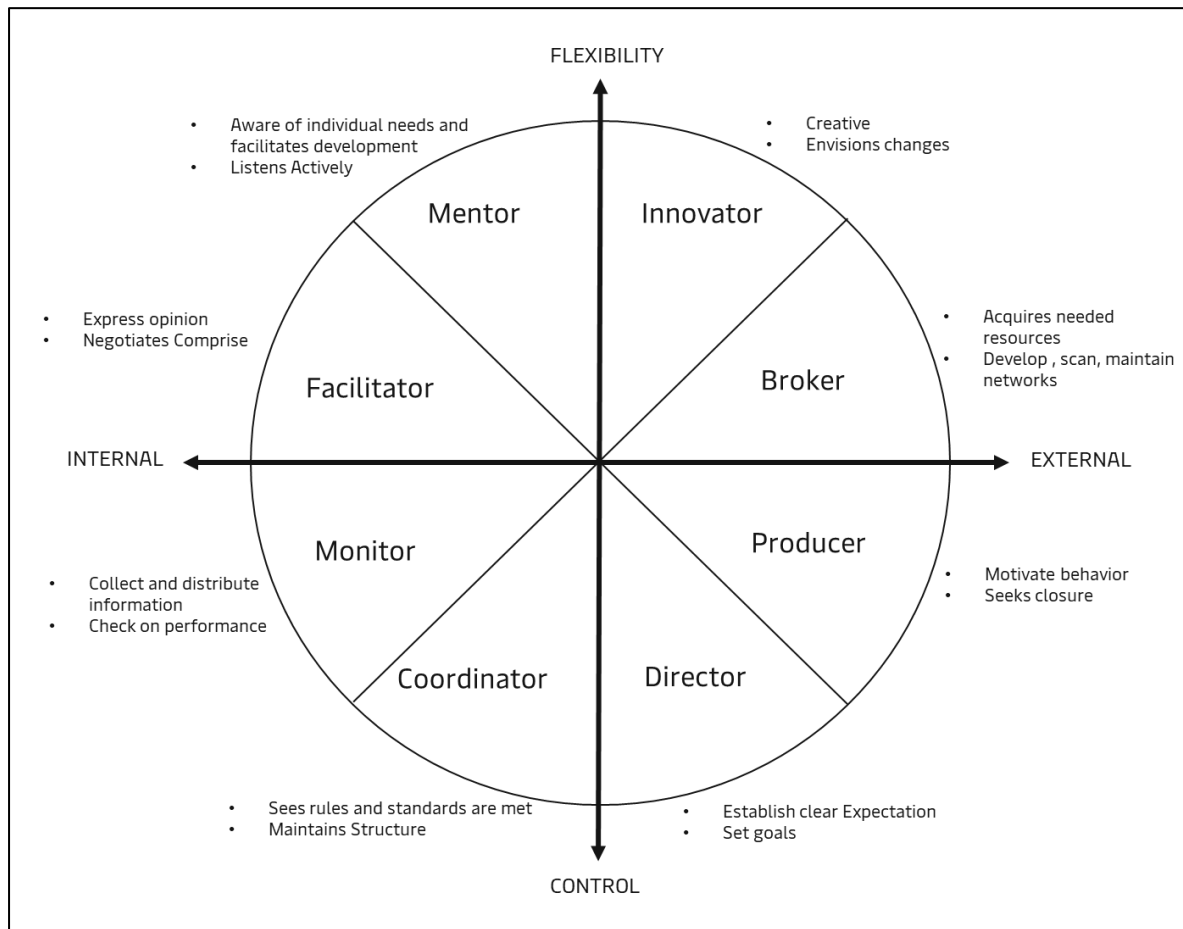 FLEXIBILITY
• Aware of individual needs and
facilitates development
• Listens Actively
• Creative
• Envisions changes
Mentor
Innovator
• Express opinion
• Negotiates Comprise
• Acquires needed
resources
• Develop , scan, maintain
networks
Facilitator
Broker
INTERNAL
EXTERNAL
Monitor
Producer
• Collect and distribute
information
• Check on performance
• Motivate behavior
• Seeks closure
Coordinator
Director
• Sees rules and standards are met
• Maintains Structure
• Establish clear Expectation
• Set goals
CONTROL